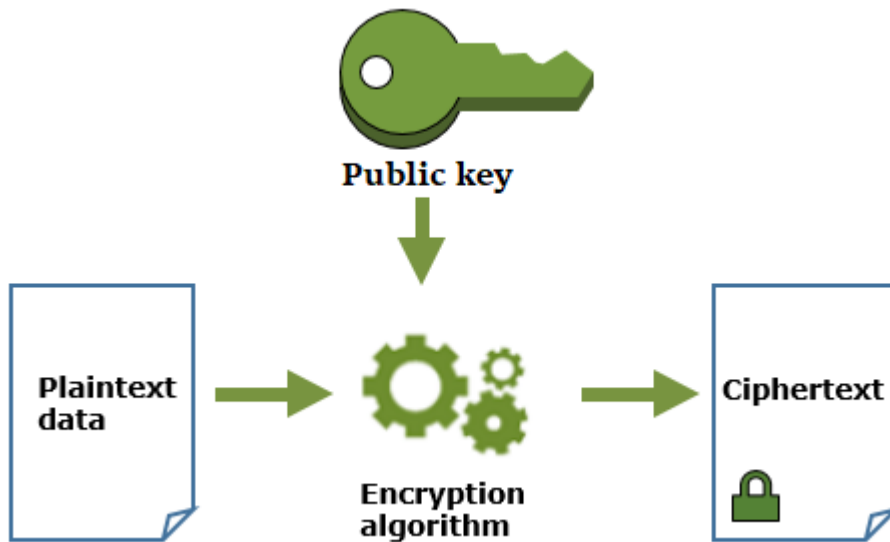 Public key
Plaintext
data
Ciphertext
Encryption
algorithm